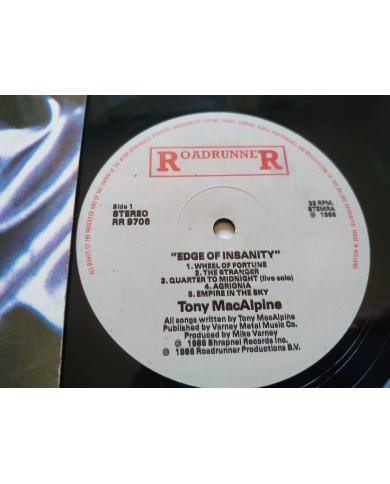 ROADRUNNER
Side 1
STEREO
RR 9706
33 RPM.
STEMRA
℗ 1986
"EDGE OF INSANITY"
1. WHEEL OF FORTUNE
2. THE STRANGER
3. QUARTER TO MIDNIGHT (live solo)
4. AGRIONIA
5. EMPIRE IN THE SKY
Tony MacAlpine
All songs written by Tony MacAlpine
Published by Varney Metal Music Co.
Produced by Mike Varney
℗ 1986 Shrapnel Records Inc.
℗ 1986 Roadrunner Productions B.V.